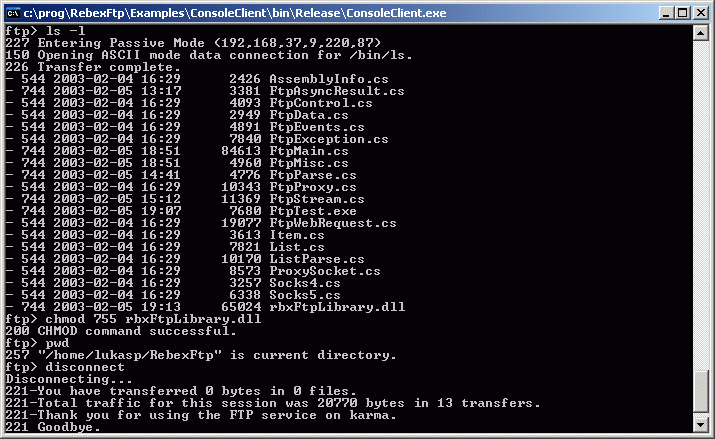 c:\prog\RebexFtp\Examples\ConsoleClient\bin\Release\ConsoleClient.exe
ftp> ls -l
227 Entering Passive Mode (192,168,37,9,220,87)
150 Opening ASCII mode data connection for /bin/ls.
226 Transfer complete.
- 544 2003-02-04 16:29       2426 AssemblyInfo.cs
- 744 2003-02-05 13:17       3381 FtpAsyncResult.cs
- 544 2003-02-04 16:29       4093 FtpControl.cs
- 544 2003-02-04 16:29       2949 FtpData.cs
- 544 2003-02-04 16:29       4891 FtpEvents.cs
- 544 2003-02-04 16:29       7840 FtpException.cs
- 744 2003-02-05 18:51      84613 FtpMain.cs
- 744 2003-02-05 18:51       4960 FtpMisc.cs
- 744 2003-02-05 14:41       4776 FtpParse.cs
- 544 2003-02-04 16:29      10343 FtpProxy.cs
- 744 2003-02-05 15:12      11369 FtpStream.cs
- 744 2003-02-05 19:07       7680 FtpTest.exe
- 544 2003-02-04 16:29      19077 FtpWebRequest.cs
- 544 2003-02-04 16:29       3613 Item.cs
- 544 2003-02-04 16:29       7821 List.cs
- 544 2003-02-04 16:29      10170 ListParse.cs
- 544 2003-02-04 16:29       8573 ProxySocket.cs
- 544 2003-02-04 16:29       3257 Socks4.cs
- 544 2003-02-04 16:29       6338 Socks5.cs
- 744 2003-02-05 19:13      65024 rbxFtpLibrary.dll
ftp> chmod 755 rbxFtpLibrary.dll
200 CHMOD command successful.
ftp> pwd
257 "/home/lukasp/RebexFtp" is current directory.
ftp> disconnect
Disconnecting...
221-You have transferred 0 bytes in 0 files.
221-Total traffic for this session was 20770 bytes in 13 transfers.
221-Thank you for using the FTP service on karma.
221 Goodbye.